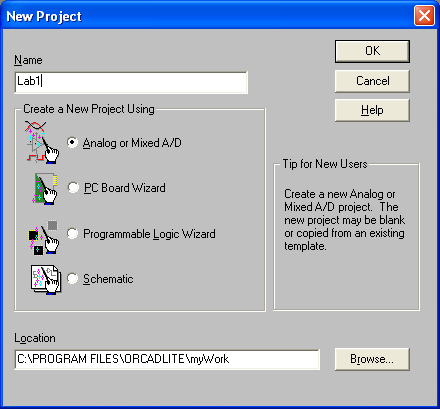 New Project
Name
Lab1
OK
Cancel
Help
Create a New Project Using
Analog or Mixed A/D
PC Board Wizard
Programmable Logic Wizard
Schematic
Tip for New Users
Create a new Analog or
Mixed A/D project.  The
new project may be blank
or copied from an existing
template.
Location
C:\PROGRAM FILES\ORCADLITE\myWork
Browse...